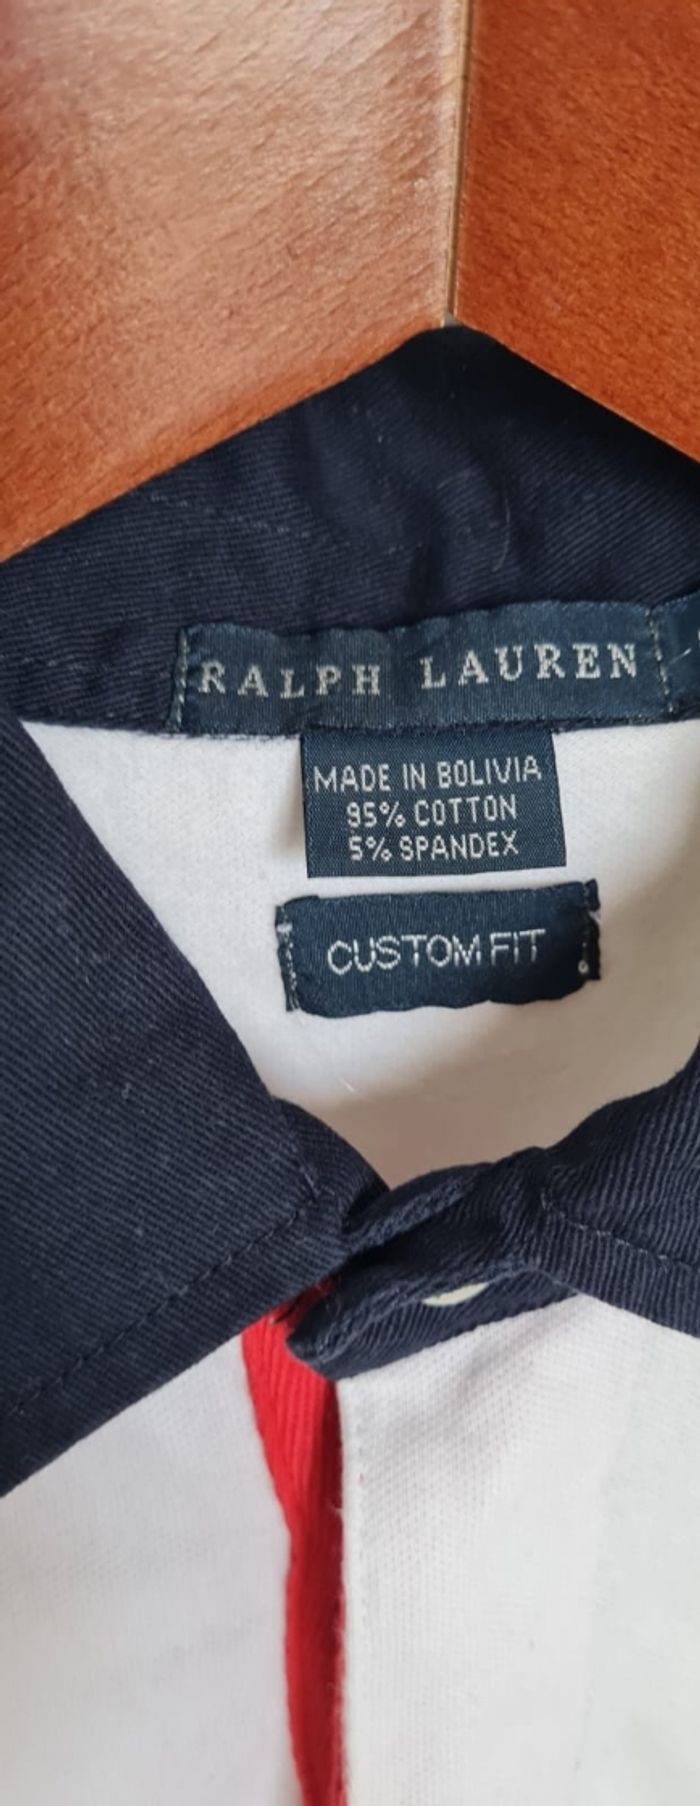 RALPH LAUREN
MADE IN BOLIVIA
95% COTTON
5% SPANDEX
CUSTOM FIT